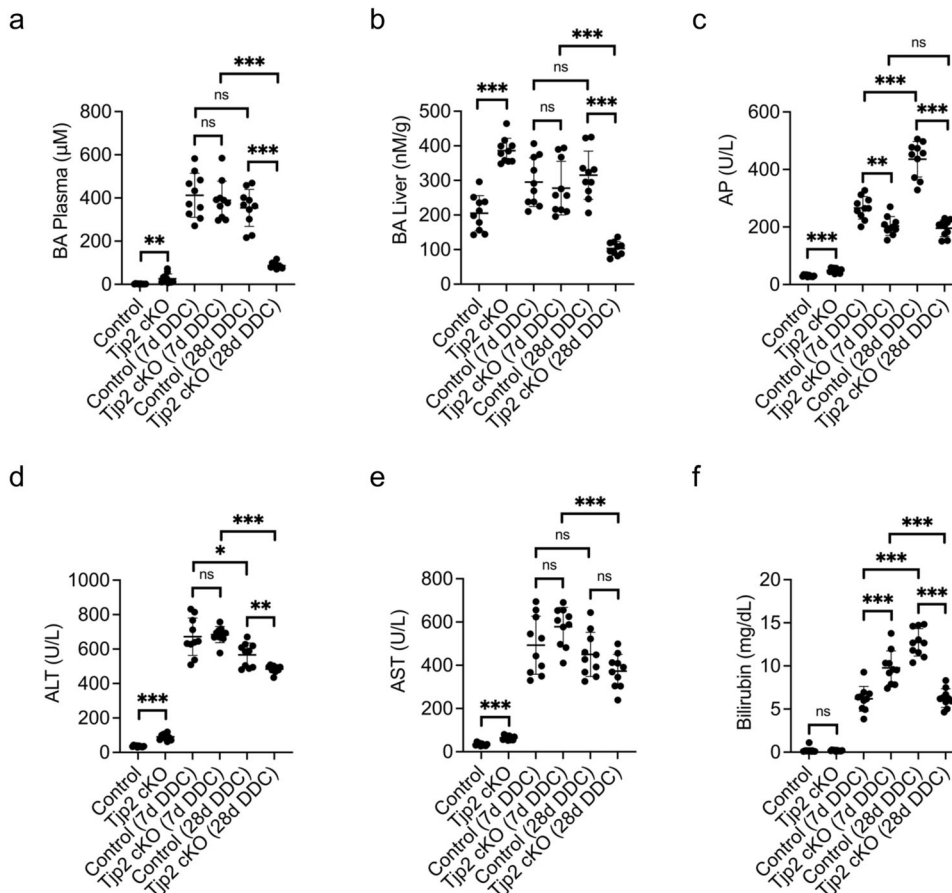 a
***
ns
ns
***
**
800
600
400
200
0
BA Plasma (µM)
Control
Tjp2 cKO
Control (7d DDC)
Tjp2 cKO (7d DDC)
Control (28d DDC)
Tjp2 cKO (28d DDC)
b
***
ns
***
ns
***
500
400
300
200
100
0
BA Liver (nM/g)
Control
Tjp2 cKO
Control (7d DDC)
Tjp2 cKO (7d DDC)
Control (28d DDC)
Tjp2 cKO (28d DDC)
c
ns
***
***
**
***
600
400
200
0
AP (U/L)
Control
Tjp2 cKO
Control (7d DDC)
Tjp2 cKO (7d DDC)
Control (28d DDC)
Tjp2 cKO (28d DDC)
d
***
*
ns
**
***
1000
800
600
400
200
0
ALT (U/L)
Control
Tjp2 cKO
Control (7d DDC)
Tjp2 cKO (7d DDC)
Control (28d DDC)
Tjp2 cKO (28d DDC)
e
***
ns
ns
ns
***
800
600
400
200
0
AST (U/L)
Control
Tjp2 cKO
Control (7d DDC)
Tjp2 cKO (7d DDC)
Control (28d DDC)
Tjp2 cKO (28d DDC)
f
***
***
***
***
ns
20
15
10
5
0
Bilirubin (mg/dL)
Control
Tjp2 cKO
Control (7d DDC)
Tjp2 cKO (7d DDC)
Control (28d DDC)
Tjp2 cKO (28d DDC)